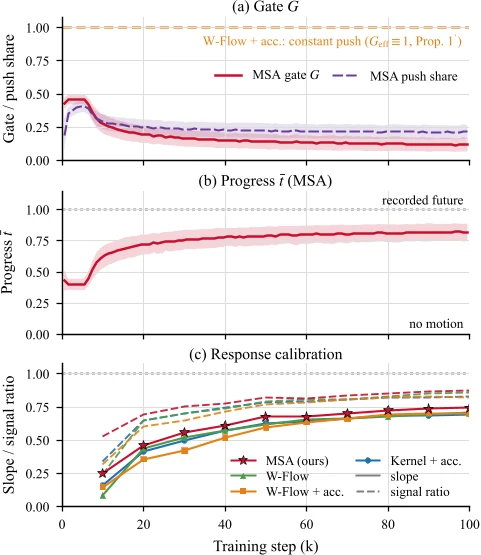 (a) Gate G
1.00
0.75
0.50
0.25
0.00
Gate / push share
W-Flow + acc.: constant push (G_eff ≡ 1, Prop. 1')
MSA gate G
MSA push share
(b) Progress t̄ (MSA)
1.00
0.75
0.50
0.25
0.00
Progress t̄
recorded future
no motion
(c) Response calibration
1.00
0.75
0.50
0.25
0.00
Slope / signal ratio
MSA (ours)
W-Flow
W-Flow + acc.
Kernel + acc.
slope
signal ratio
0 20 40 60 80 100
Training step (k)